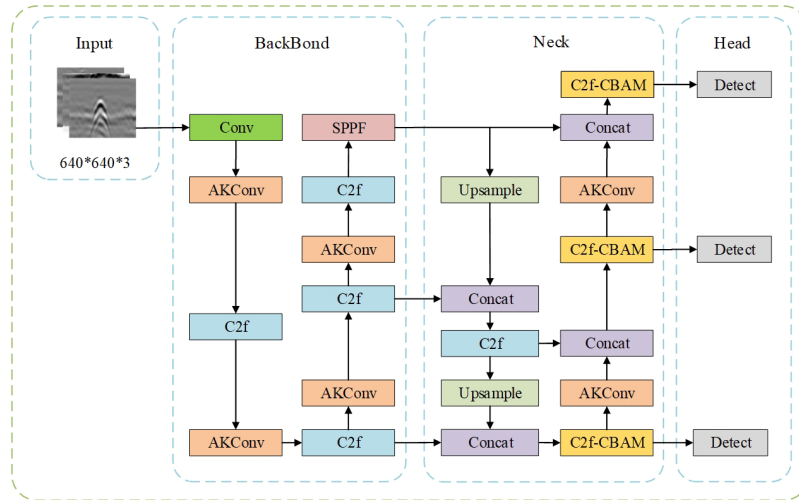 Input
640*640*3
BackBond
Conv
AKConv
C2f
AKConv
SPPF
C2f
AKConv
C2f
AKConv
C2f
Neck
Upsample
Concat
C2f
Upsample
Concat
C2f-CBAM
Concat
AKConv
C2f-CBAM
Concat
AKConv
C2f-CBAM
Head
Detect
Detect
Detect